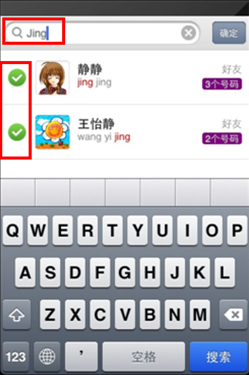 Jing
确定
静静 好友
jing jing 3个号码
王怡静 好友
wang yi jing 2个号码
Q W E R T Y U I O P
A S D F G H J K L
Z X C V B N M
123 ' 空格 搜索